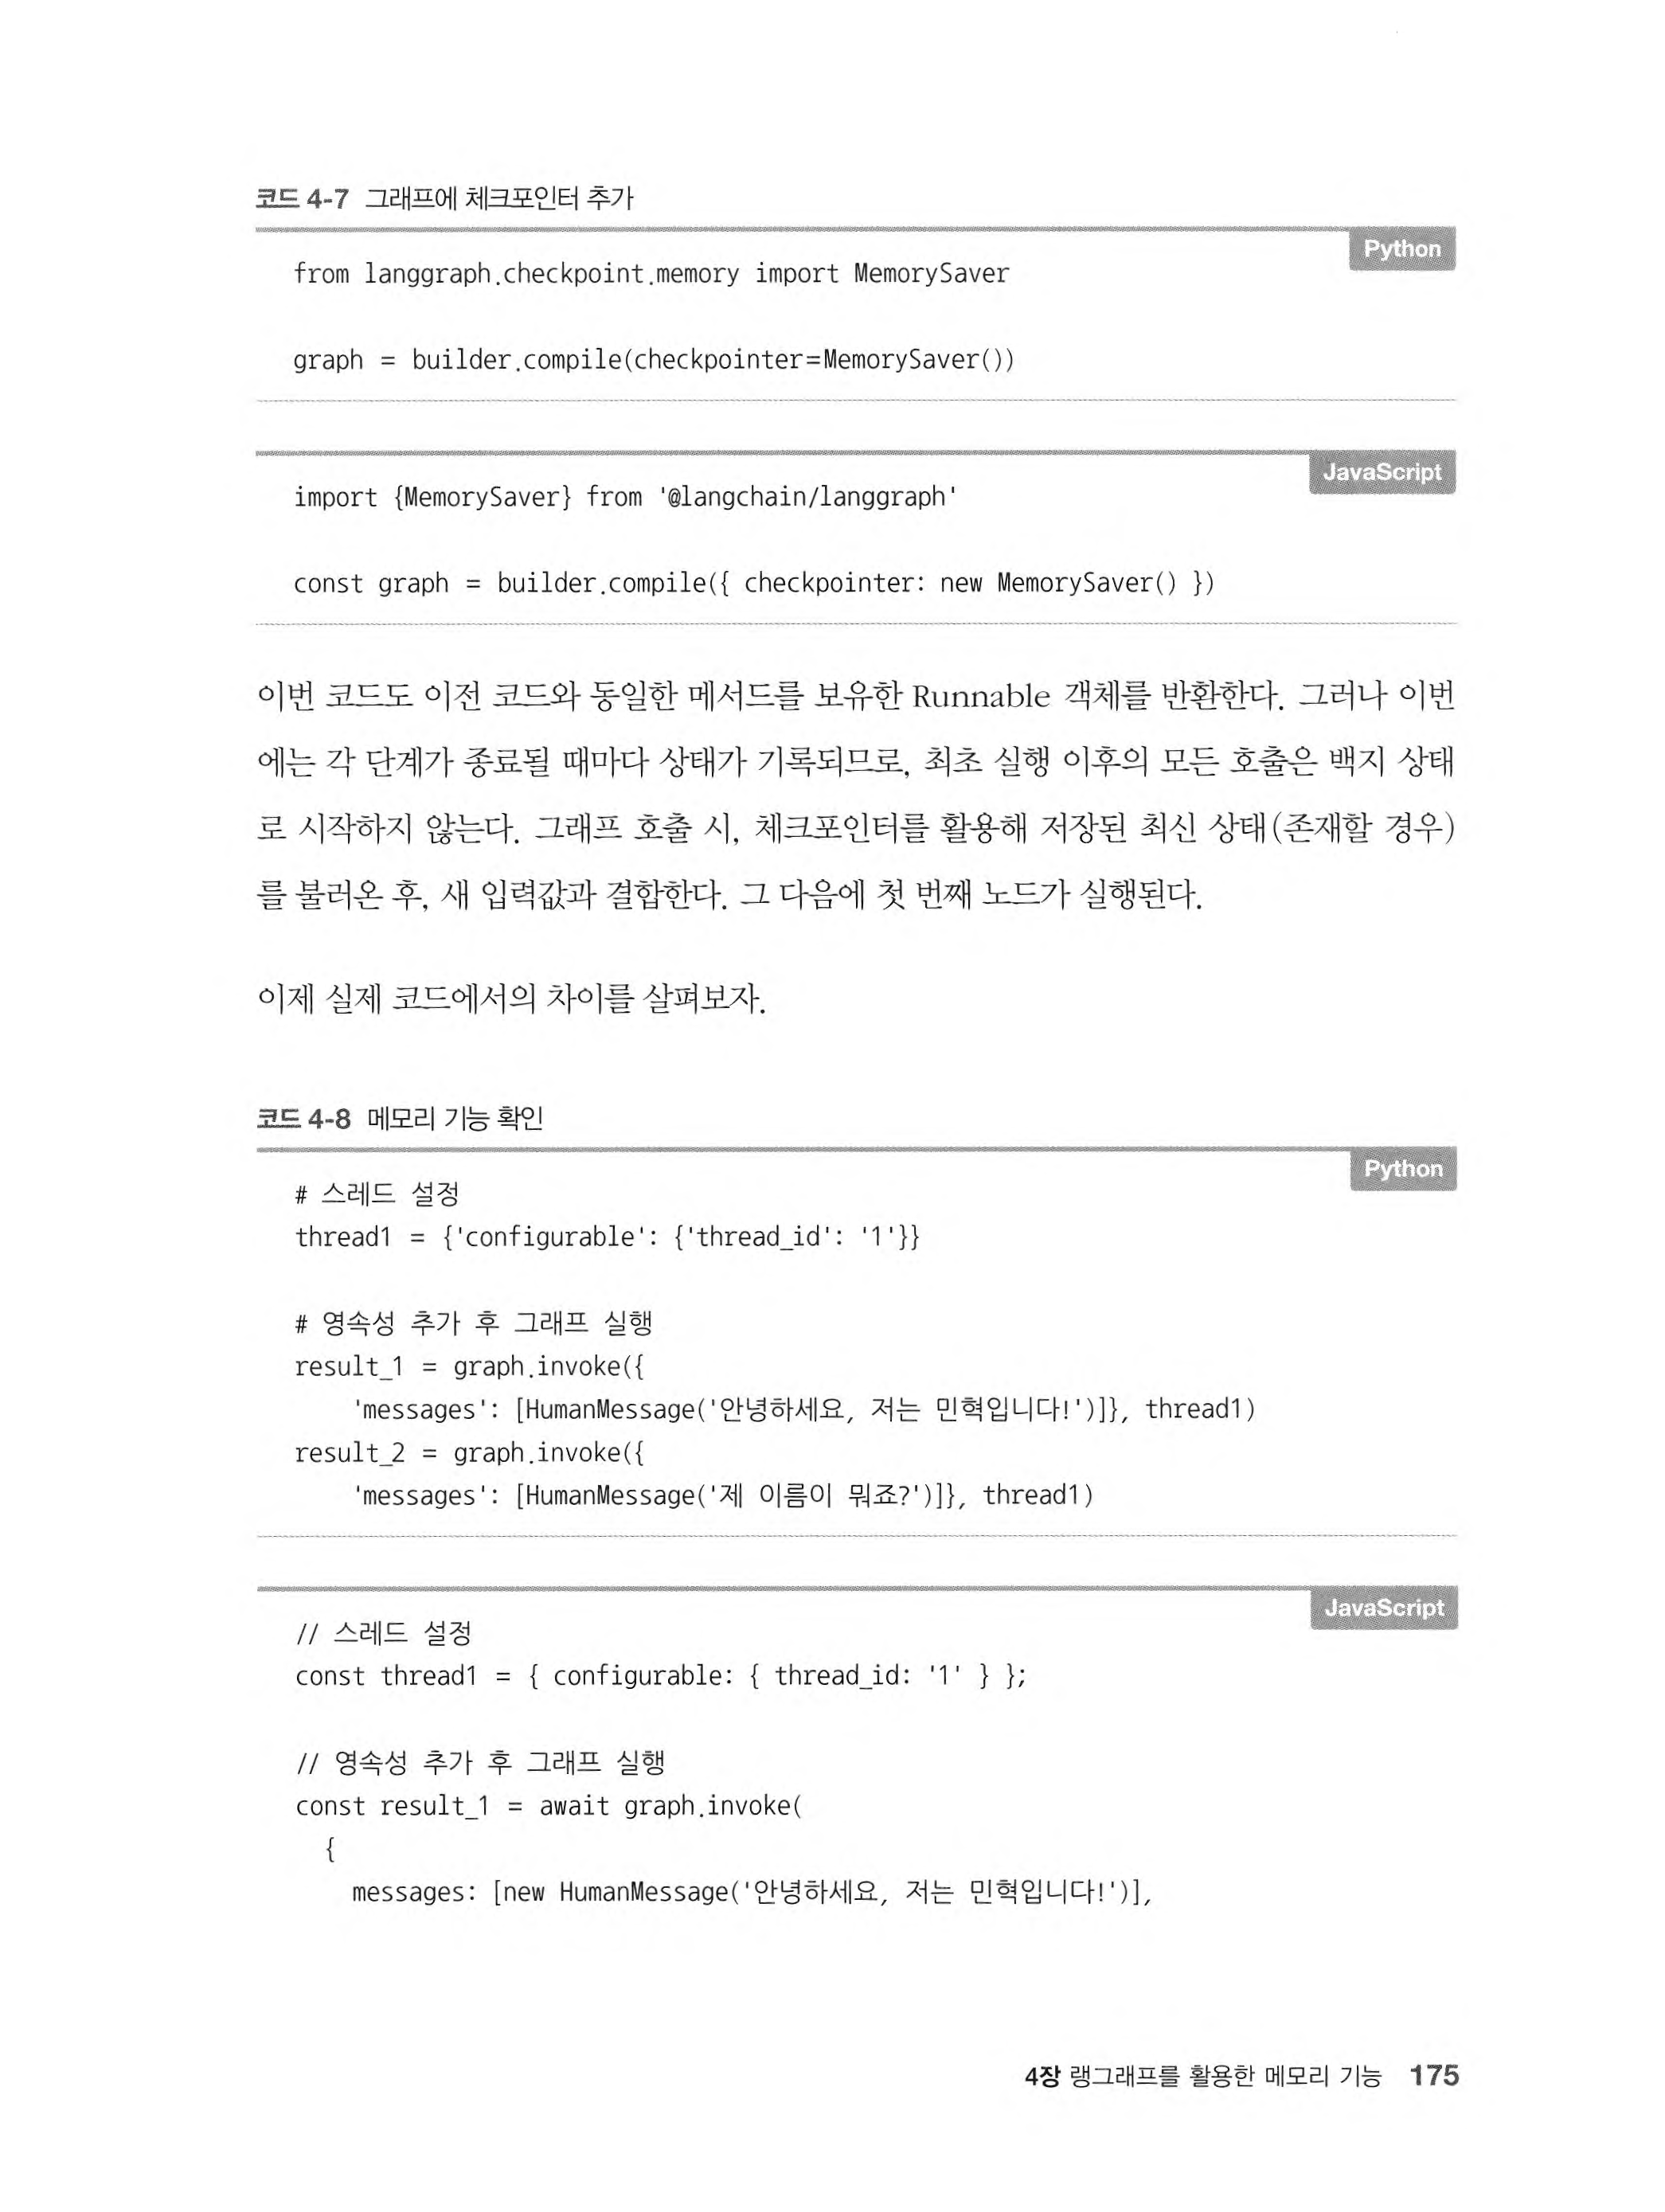 코드 4-7 그래프에 체크포인터 추가
Python
from langgraph.checkpoint.memory import MemorySaver
graph = builder.compile(checkpointer=MemorySaver())
JavaScript
import {MemorySaver} from '@langchain/langgraph'
const graph = builder.compile({ checkpointer: new MemorySaver() })
이번 코드도 이전 코드와 동일한 메서드를 보유한 Runnable 객체를 반환한다. 그러나 이번
에는 각 단계가 종료될 때마다 상태가 기록되므로, 최초 실행 이후의 모든 호출은 백지 상태
로 시작하지 않는다. 그래프 호출 시, 체크포인터를 활용해 저장된 최신 상태(존재할 경우)
를 불러온 후, 새 입력값과 결합한다. 그 다음에 첫 번째 노드가 실행된다.
이제 실제 코드에서의 차이를 살펴보자.
코드 4-8 메모리 기능 확인
Python
# 스레드 설정
thread1 = {'configurable': {'thread_id': '1'}}
# 영속성 추가 후 그래프 실행
result_1 = graph.invoke({
    'messages': [HumanMessage('안녕하세요, 저는 민혁입니다!')]}, thread1)
result_2 = graph.invoke({
    'messages': [HumanMessage('제 이름이 뭐죠?')]}, thread1)
JavaScript
// 스레드 설정
const thread1 = { configurable: { thread_id: '1' } };
// 영속성 추가 후 그래프 실행
const result_1 = await graph.invoke(
  {
    messages: [new HumanMessage('안녕하세요, 저는 민혁입니다!')],
4장 랭그래프를 활용한 메모리 기능 175